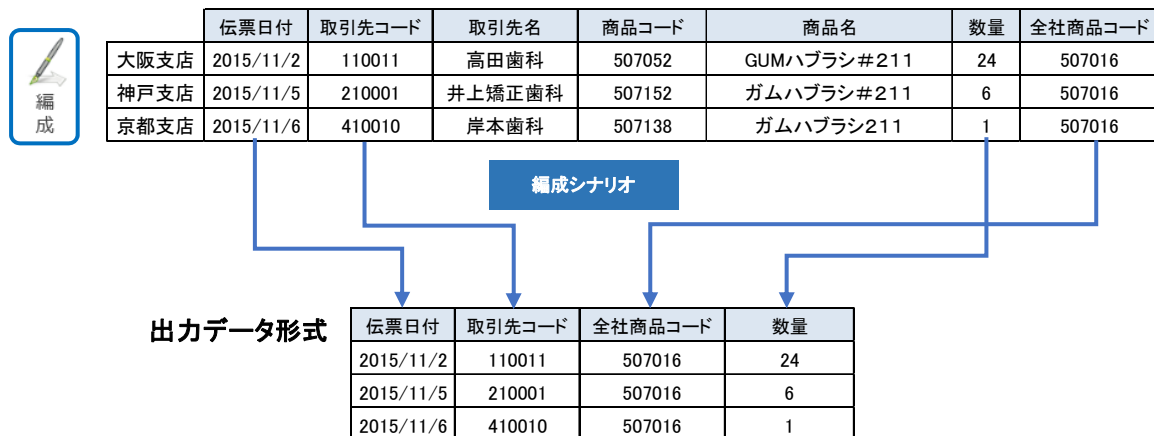 伝票日付 取引先コード 取引先名 商品コード 商品名 数量 全社商品コード
大阪支店 2015/11/2 110011 高田歯科 507052 GUMハブラシ#211 24 507016
神戸支店 2015/11/5 210001 井上矯正歯科 507152 ガムハブラシ#211 6 507016
京都支店 2015/11/6 410010 岸本歯科 507138 ガムハブラシ211 1 507016
編
成
編成シナリオ
出力データ形式
伝票日付 取引先コード 全社商品コード 数量
2015/11/2 110011 507016 24
2015/11/5 210001 507016 6
2015/11/6 410010 507016 1